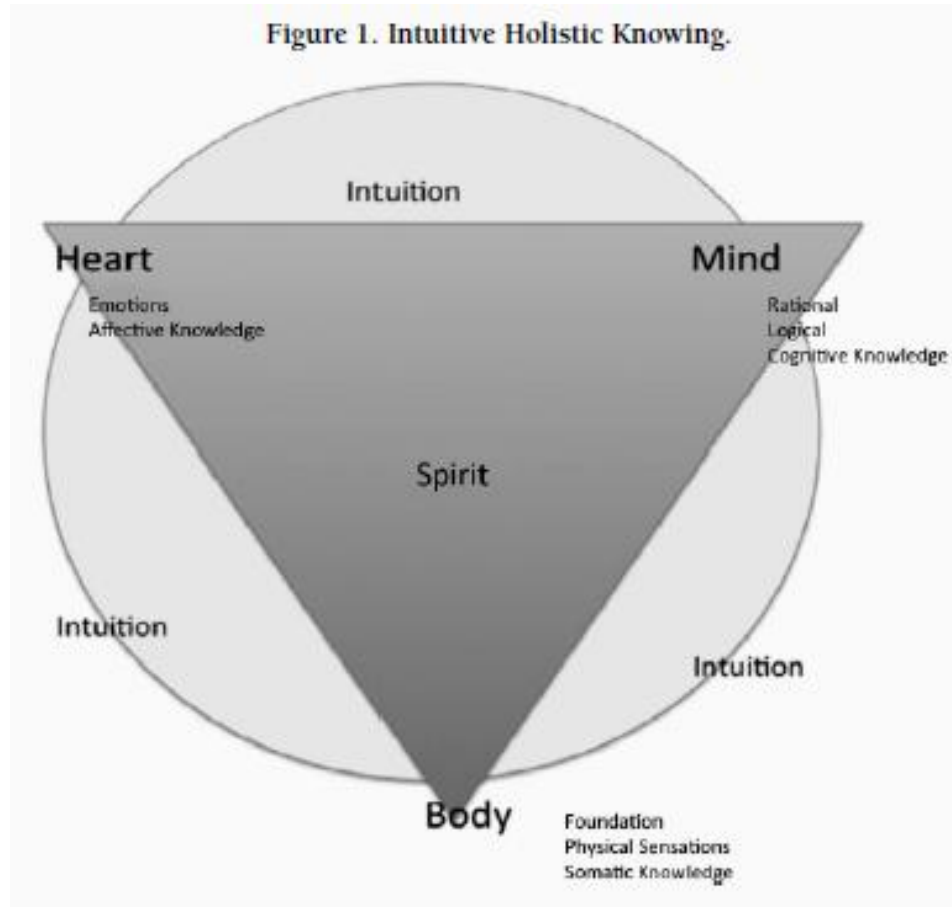 Figure 1. Intuitive Holistic Knowing.
Intuition
Heart
Emotions
Affective Knowledge
Mind
Rational
Logical
Cognitive Knowledge
Spirit
Intuition
Intuition
Body
Foundation
Physical Sensations
Somatic Knowledge